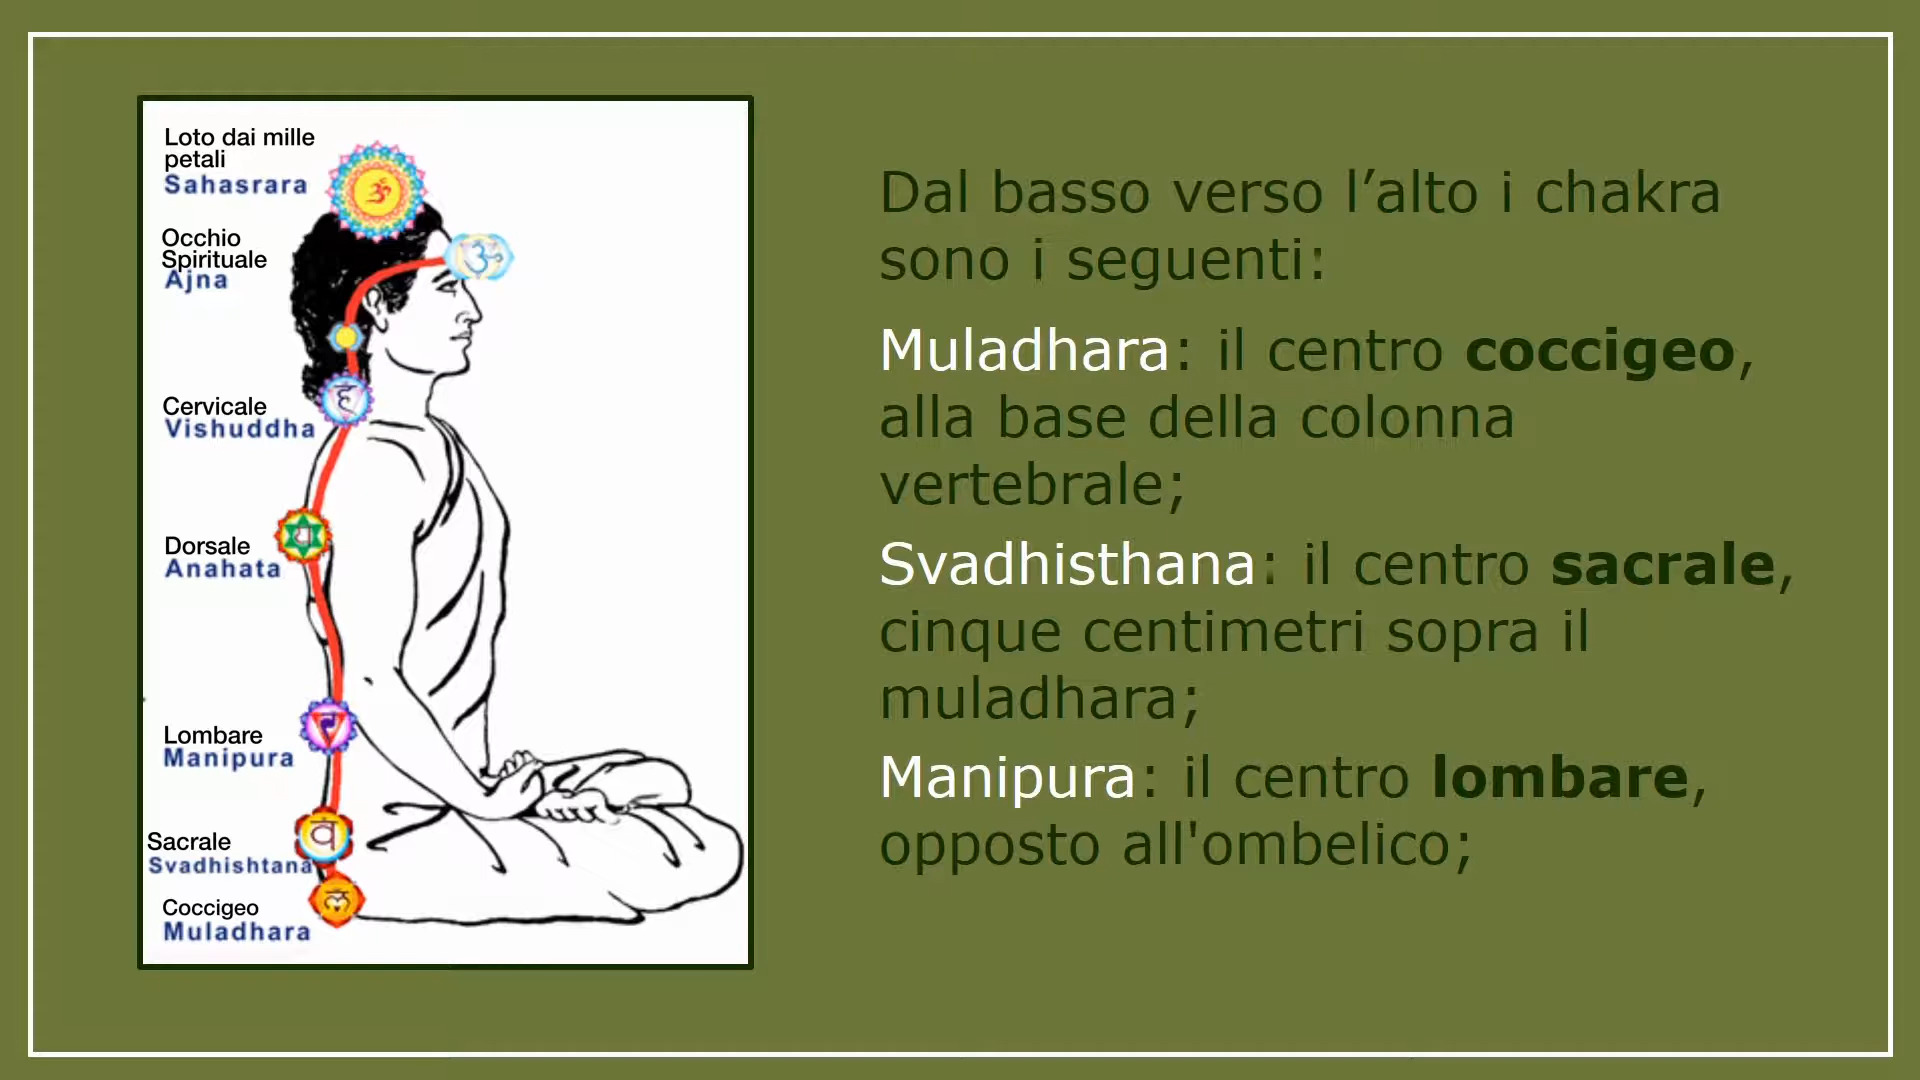 Loto dai mille
petali
Sahasrara
Occhio
Spirituale
Ajna
Cervicale
Vishuddha
Dorsale
Anahata
Lombare
Manipura
Sacrale
Svadhishtana
Coccigeo
Muladhara
Dal basso verso l’alto i chakra
sono i seguenti:
Muladhara: il centro coccigeo,
alla base della colonna
vertebrale;
Svadhisthana: il centro sacrale,
cinque centimetri sopra il
muladhara;
Manipura: il centro lombare,
opposto all'ombelico;